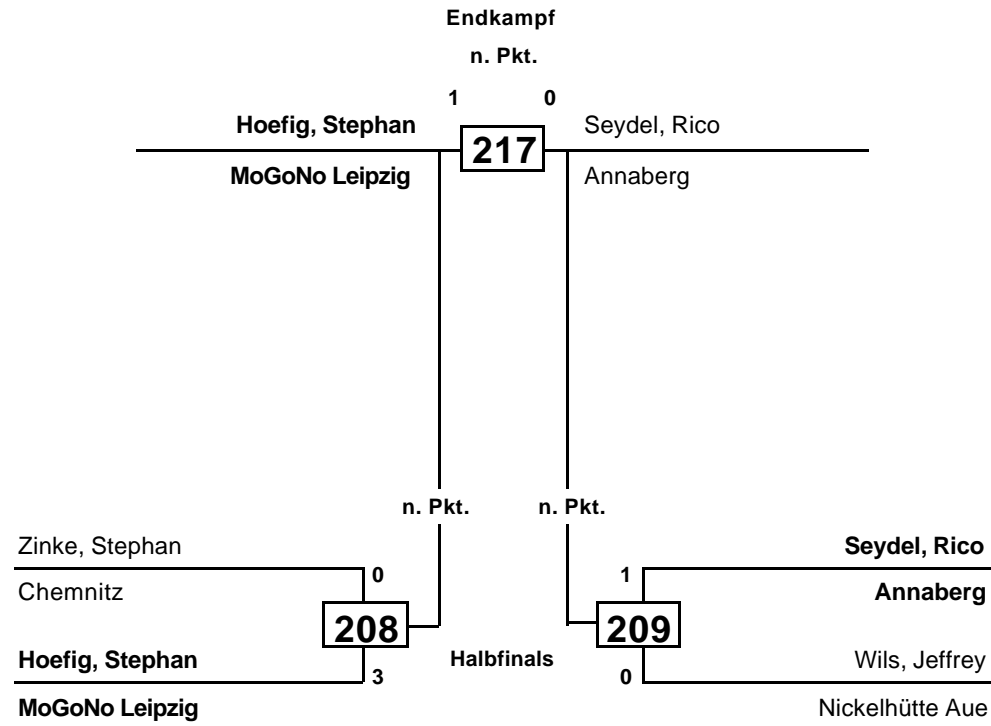 Endkampf
n. Pkt.
1 0
Hoefig, Stephan 217 Seydel, Rico
MoGoNo Leipzig Annaberg
n. Pkt. n. Pkt.
Zinke, Stephan Seydel, Rico
0 1
Chemnitz Annaberg
208 209
Hoefig, Stephan Halbfinals Wils, Jeffrey
3 0
MoGoNo Leipzig Nickelhütte Aue